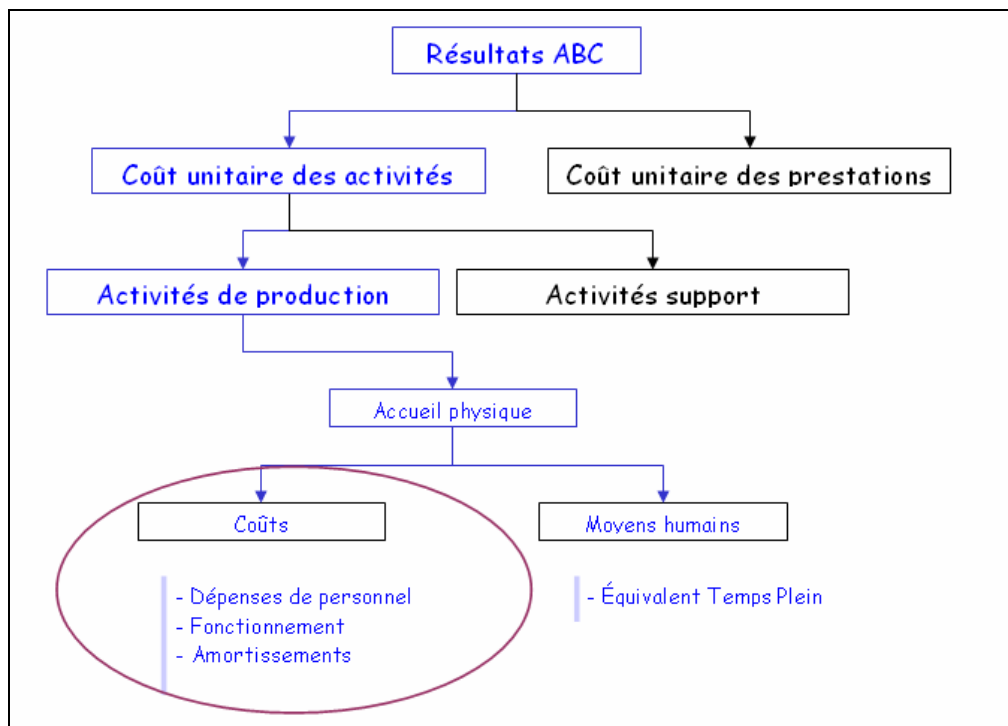 Résultats ABC
Coût unitaire des activités
Coût unitaire des prestations
Activités de production
Activités support
Accueil physique
Coûts
Moyens humains
- Dépenses de personnel
- Fonctionnement
- Amortissements
- Équivalent Temps Plein